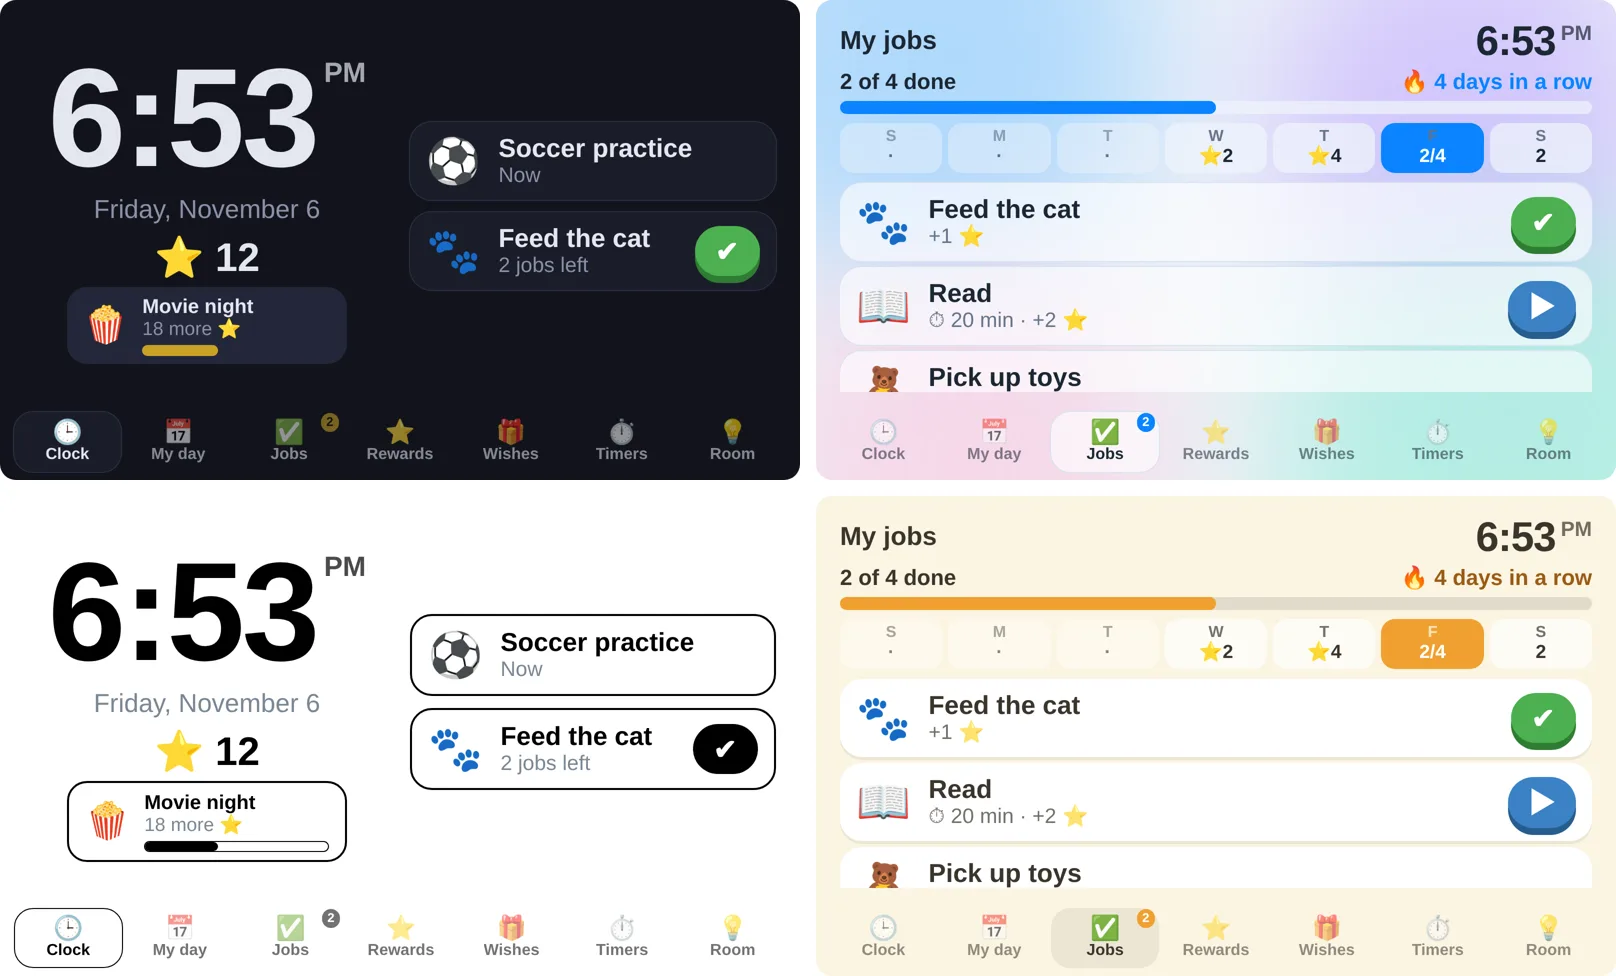 6:53 PM
Friday, November 6
12
Movie night
18 more
Soccer practice
Now
Feed the cat
2 jobs left
Clock
My day
2
Jobs
Rewards
Wishes
Timers
Room
My jobs
6:53 PM
2 of 4 done
4 days in a row
S M T W T F S
· · · 2 4 2/4 2
Feed the cat
+1
Read
20 min · +2
Pick up toys
Clock
My day
2
Jobs
Rewards
Wishes
Timers
Room
6:53 PM
Friday, November 6
12
Movie night
18 more
Soccer practice
Now
Feed the cat
2 jobs left
Clock
My day
2
Jobs
Rewards
Wishes
Timers
Room
My jobs
6:53 PM
2 of 4 done
4 days in a row
S M T W T F S
· · · 2 4 2/4 2
Feed the cat
+1
Read
20 min · +2
Pick up toys
Clock
My day
2
Jobs
Rewards
Wishes
Timers
Room